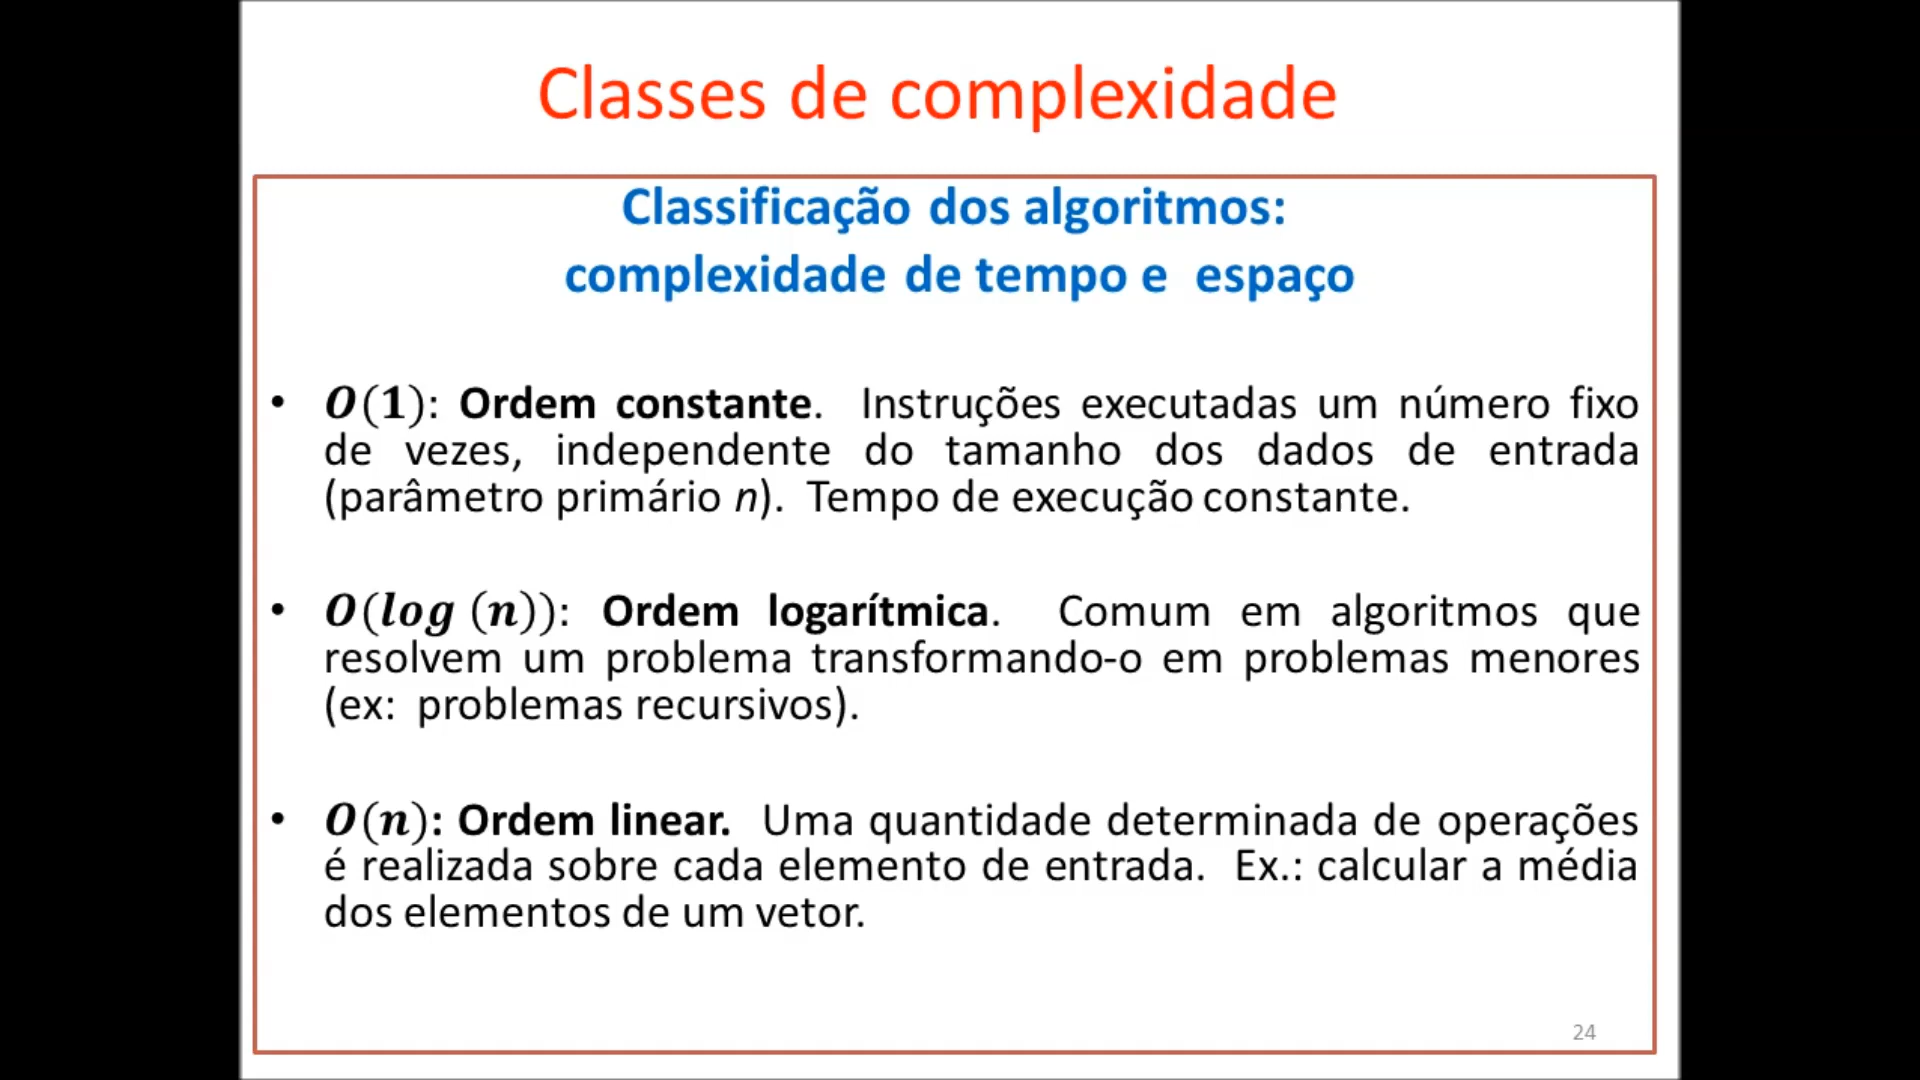 Classes de complexidade
Classificação dos algoritmos:
complexidade de tempo e espaço
• O(1): Ordem constante. Instruções executadas um número fixo
de vezes, independente do tamanho dos dados de entrada
(parâmetro primário n). Tempo de execução constante.
• O(log (n)): Ordem logarítmica. Comum em algoritmos que
resolvem um problema transformando-o em problemas menores
(ex: problemas recursivos).
• O(n): Ordem linear. Uma quantidade determinada de operações
é realizada sobre cada elemento de entrada. Ex.: calcular a média
dos elementos de um vetor.
24